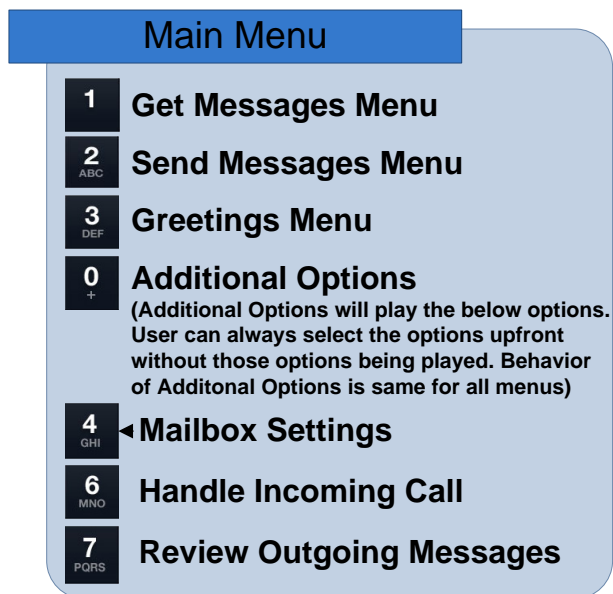 Main Menu
1 Get Messages Menu
2 ABC Send Messages Menu
3 DEF Greetings Menu
0 + Additional Options
(Additional Options will play the below options.
User can always select the options upfront
without those options being played. Behavior
of Additonal Options is same for all menus)
4 GHI Mailbox Settings
6 MNO Handle Incoming Call
7 PQRS Review Outgoing Messages